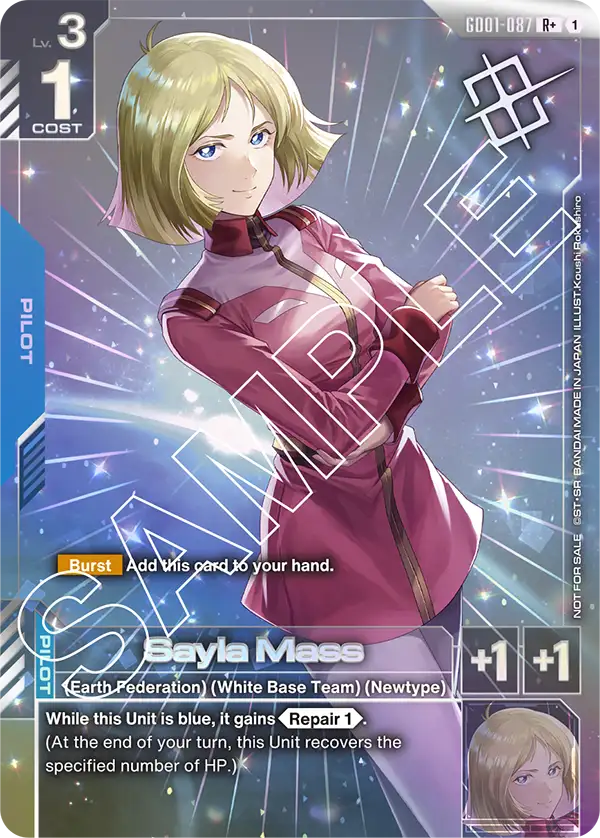 GD01-087 R+ 1
Lv. 3
1
COST
PILOT
SAMPLE
NOT FOR SALE ©ST・SR BANDAI MADE IN JAPAN ILLUST.Koushi Rokushiro
Burst Add this card to your hand.
PILOT
Sayla Mass
+1 +1
(Earth Federation) (White Base Team) (Newtype)
While this Unit is blue, it gains Repair 1.
(At the end of your turn, this Unit recovers the
specified number of HP.)